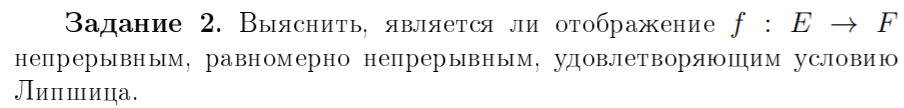 Задание 2. Выяснить, является ли отображение f : E → F
непрерывным, равномерно непрерывным, удовлетворяющим условию
Липшица.